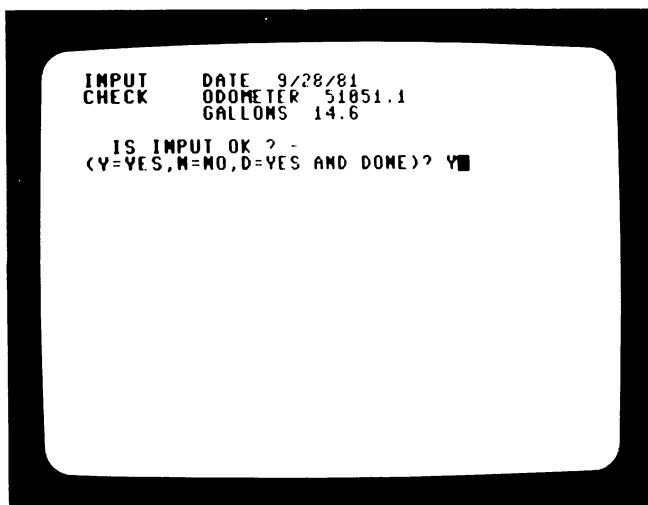 INPUT DATE 9/28/81
CHECK ODOMETER 51051.1
GALLONS 14.6
IS INPUT OK ? -
(Y=YES,N=NO,D=YES AND DONE)? Y